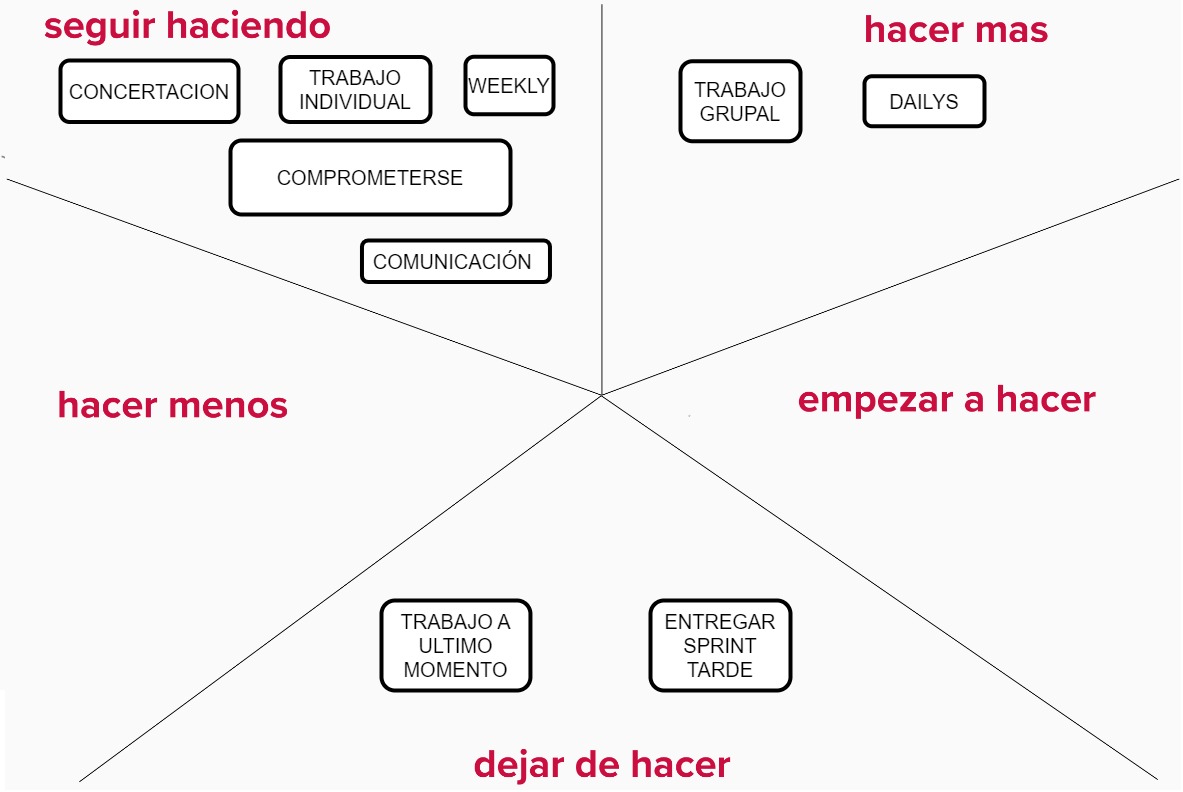 seguir haciendo
CONCERTACION
TRABAJO
INDIVIDUAL
WEEKLY
COMPROMETERSE
COMUNICACIÓN
hacer mas
TRABAJO
GRUPAL
DAILYS
hacer menos
empezar a hacer
TRABAJO A
ULTIMO
MOMENTO
ENTREGAR
SPRINT
TARDE
dejar de hacer